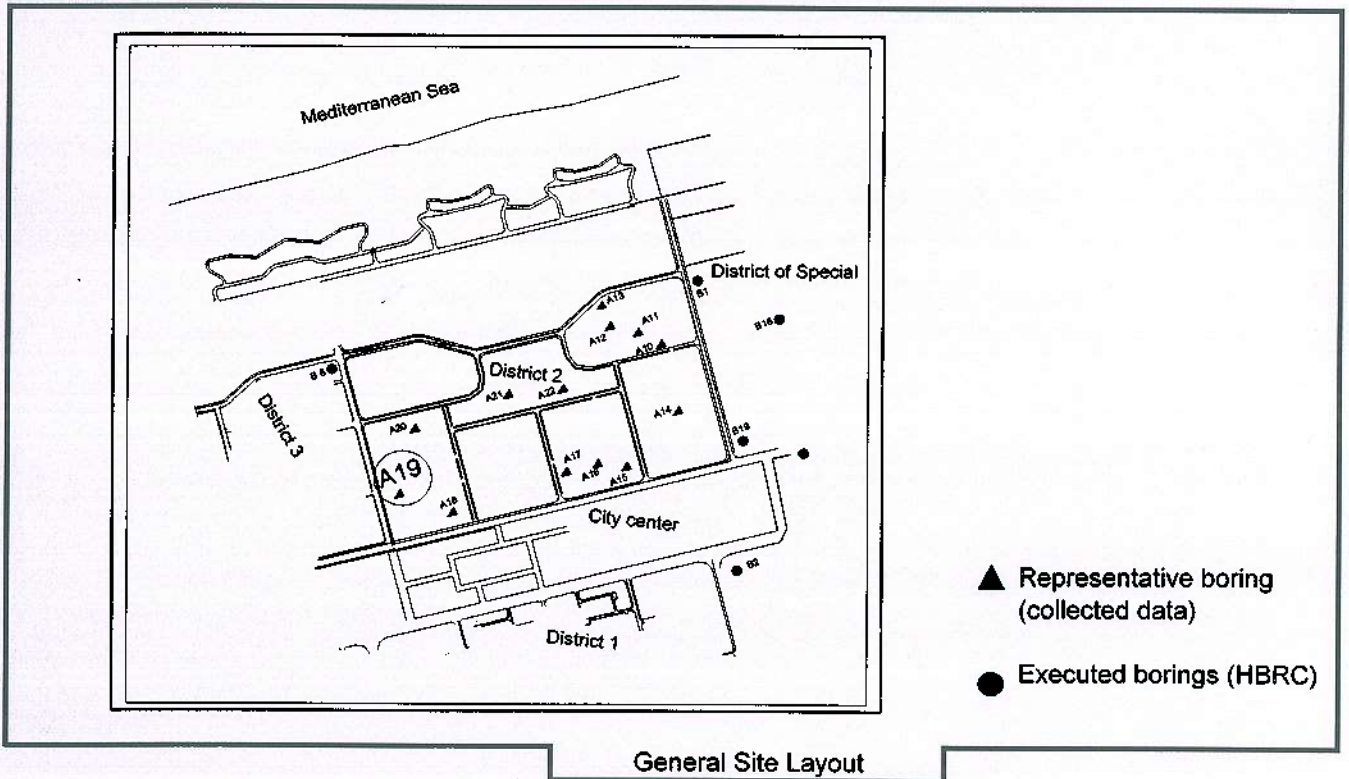 Mediterranean Sea
District of Special
B1
B15
A13
A11
A12
A10
B 6
District 2
A21
A22
District 3
A14
A20
B19
A19
A17
A16
A15
A18
City center
B2
District 1
Representative boring
(collected data)
Executed borings (HBRC)
General Site Layout